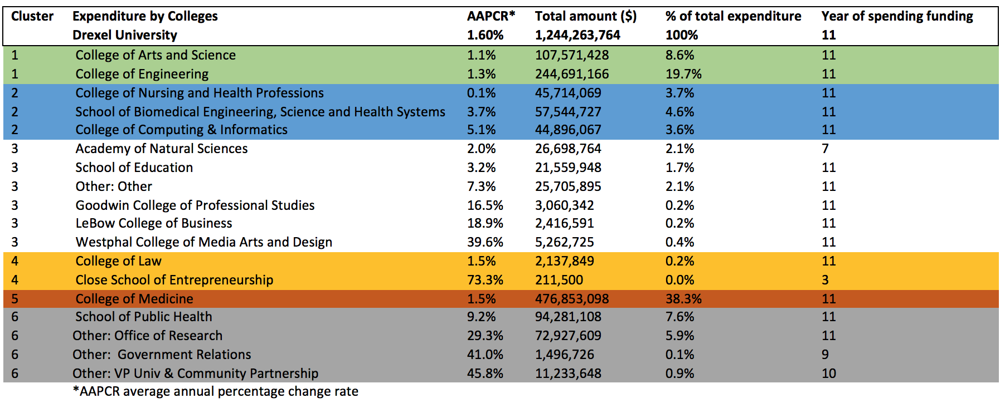 Cluster Expenditure by Colleges AAPCR* Total amount ($) % of total expenditure Year of spending funding
Drexel University 1.60% 1,244,263,764 100% 11
1 College of Arts and Science 1.1% 107,571,428 8.6% 11
1 College of Engineering 1.3% 244,691,166 19.7% 11
2 College of Nursing and Health Professions 0.1% 45,714,069 3.7% 11
2 School of Biomedical Engineering, Science and Health Systems 3.7% 57,544,727 4.6% 11
2 College of Computing & Informatics 5.1% 44,896,067 3.6% 11
3 Academy of Natural Sciences 2.0% 26,698,764 2.1% 7
3 School of Education 3.2% 21,559,948 1.7% 11
3 Other: Other 7.3% 25,705,895 2.1% 11
3 Goodwin College of Professional Studies 16.5% 3,060,342 0.2% 11
3 LeBow College of Business 18.9% 2,416,591 0.2% 11
3 Westphal College of Media Arts and Design 39.6% 5,262,725 0.4% 11
4 College of Law 1.5% 2,137,849 0.2% 11
4 Close School of Entrepreneurship 73.3% 211,500 0.0% 3
5 College of Medicine 1.5% 476,853,098 38.3% 11
6 School of Public Health 9.2% 94,281,108 7.6% 11
6 Other: Office of Research 29.3% 72,927,609 5.9% 11
6 Other: Government Relations 41.0% 1,496,726 0.1% 9
6 Other: VP Univ & Community Partnership 45.8% 11,233,648 0.9% 10
*AAPCR average annual percentage change rate